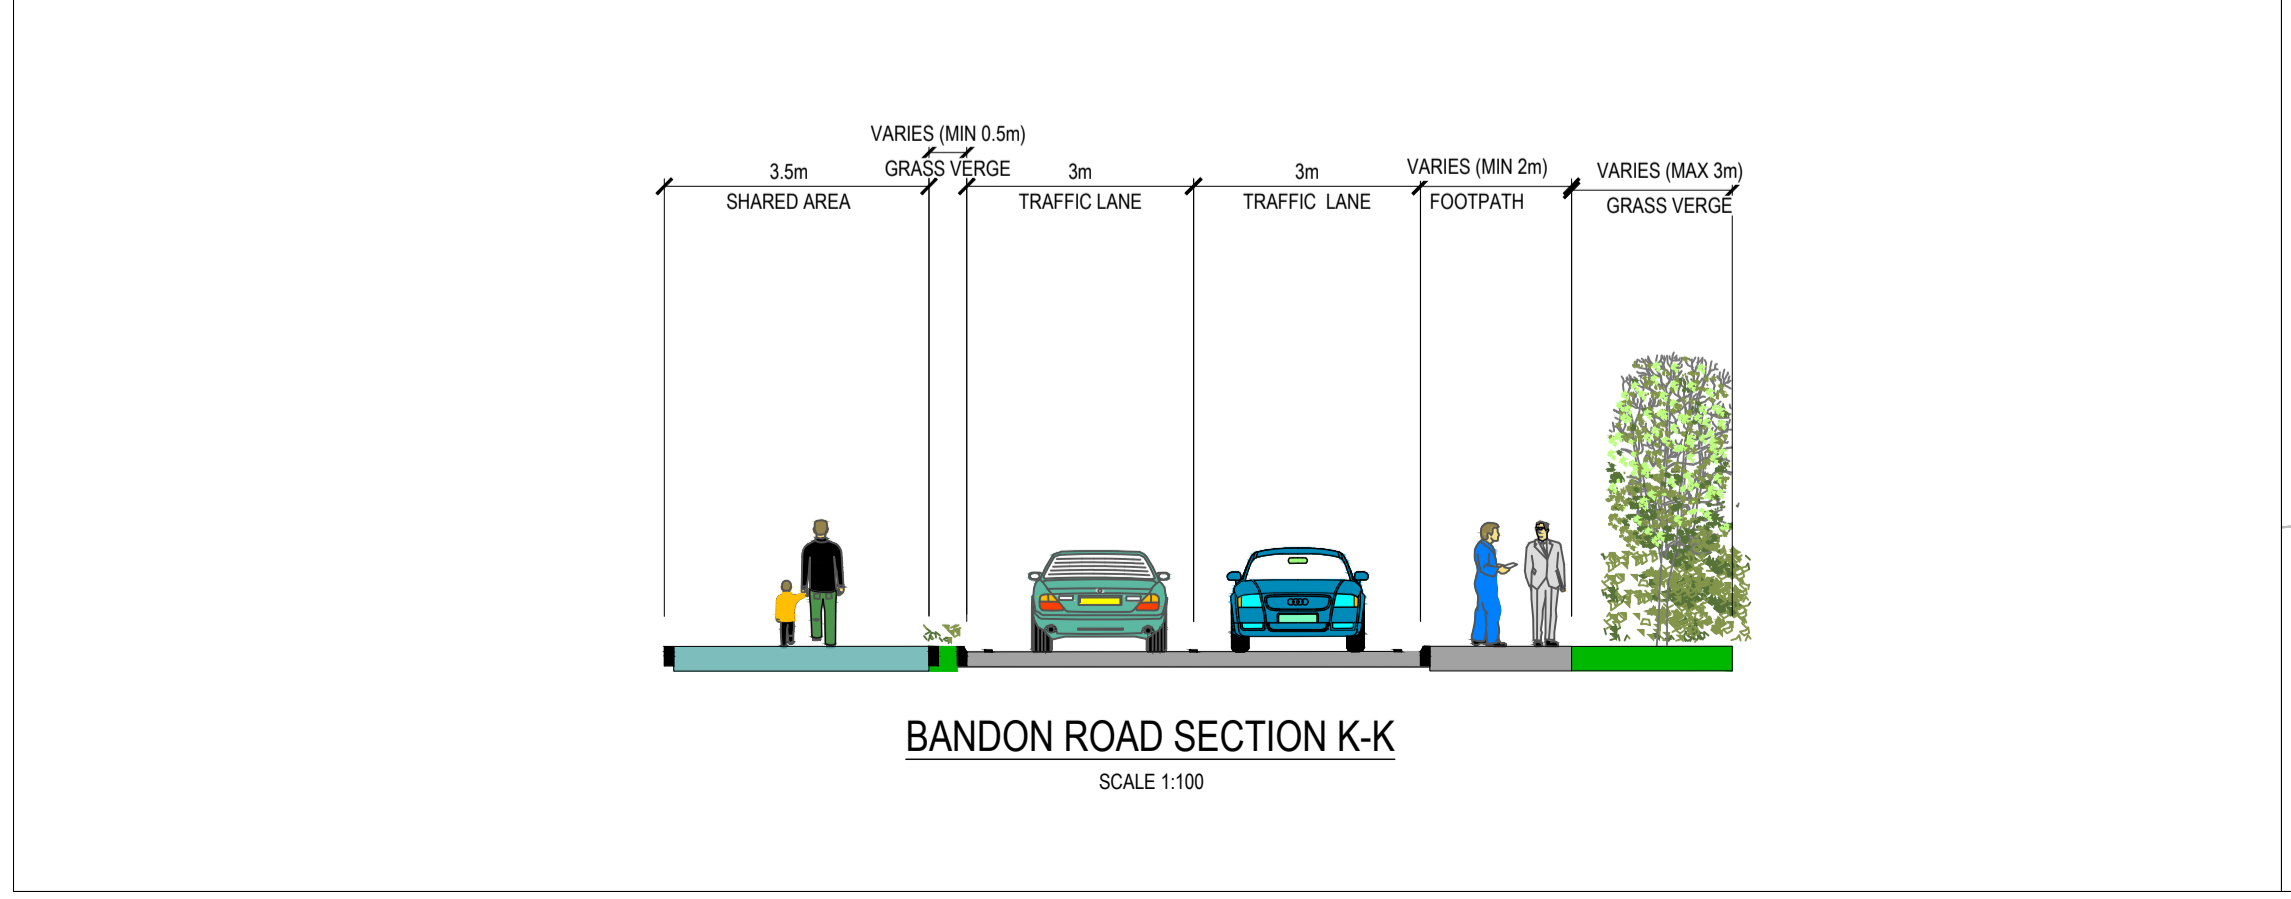 VARIES (MIN 0.5m)
GRASS VERGE
3.5m
SHARED AREA
3m
TRAFFIC LANE
3m
TRAFFIC LANE
VARIES (MIN 2m)
FOOTPATH
VARIES (MAX 3m)
GRASS VERGE
BANDON ROAD SECTION K-K
SCALE 1:100